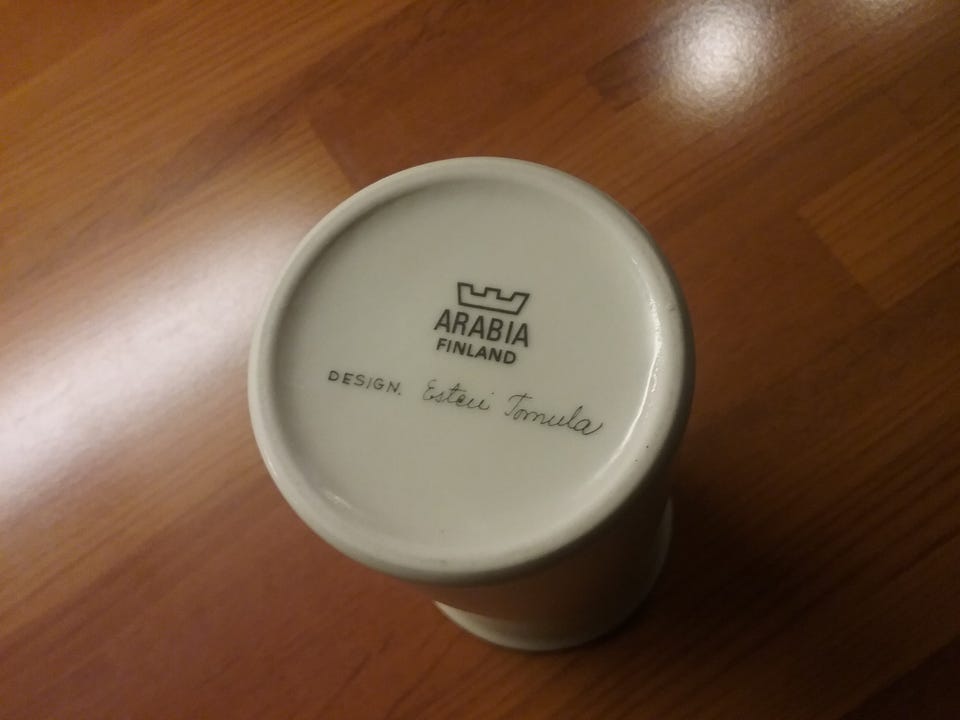 ARABIA
FINLAND
DESIGN. Esteri Tomula